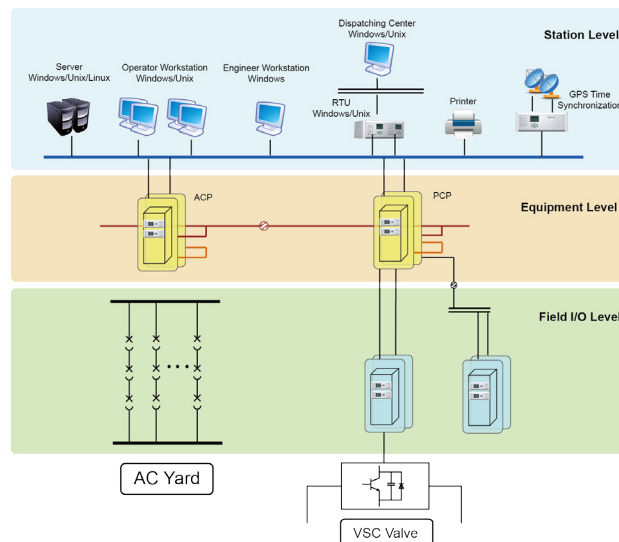 Dispatching Center
Windows/Unix
Station Level
Server
Windows/Unix/Linux
Operator Workstation
Windows/Unix
Engineer Workstation
Windows
RTU
Windows/Unix
Printer
GPS Time
Synchronization
ACP
PCP
Equipment Level
Field I/O Level
AC Yard
VSC Valve